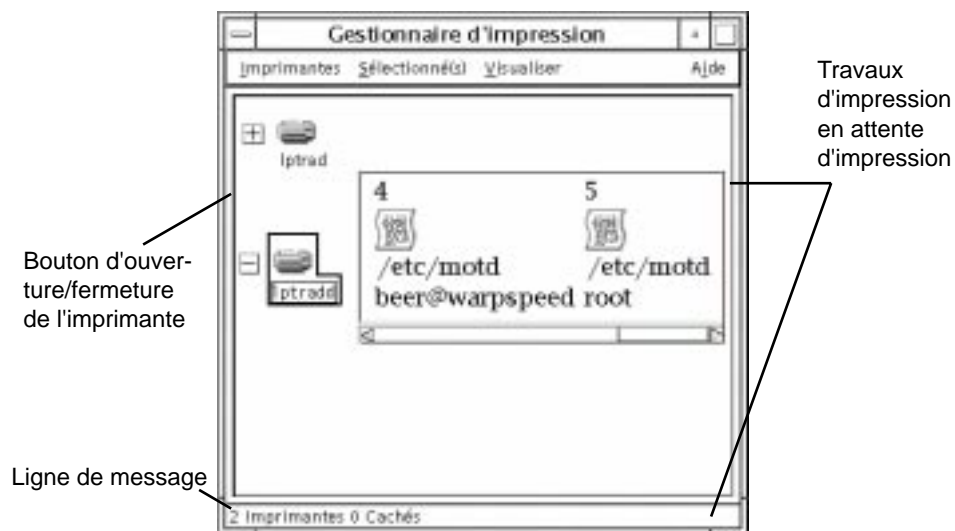 Gestionnaire d'impression
Imprimantes Sélectionné(s) Visualiser Aide
Travaux
d'impression
en attente
d'impression
lptrad
4 5
/etc/motd /etc/motd
beer@warpspeed root
lptradd
Bouton d'ouver-
ture/fermeture
de l'imprimante
Ligne de message
2 Imprimantes 0 Cachés